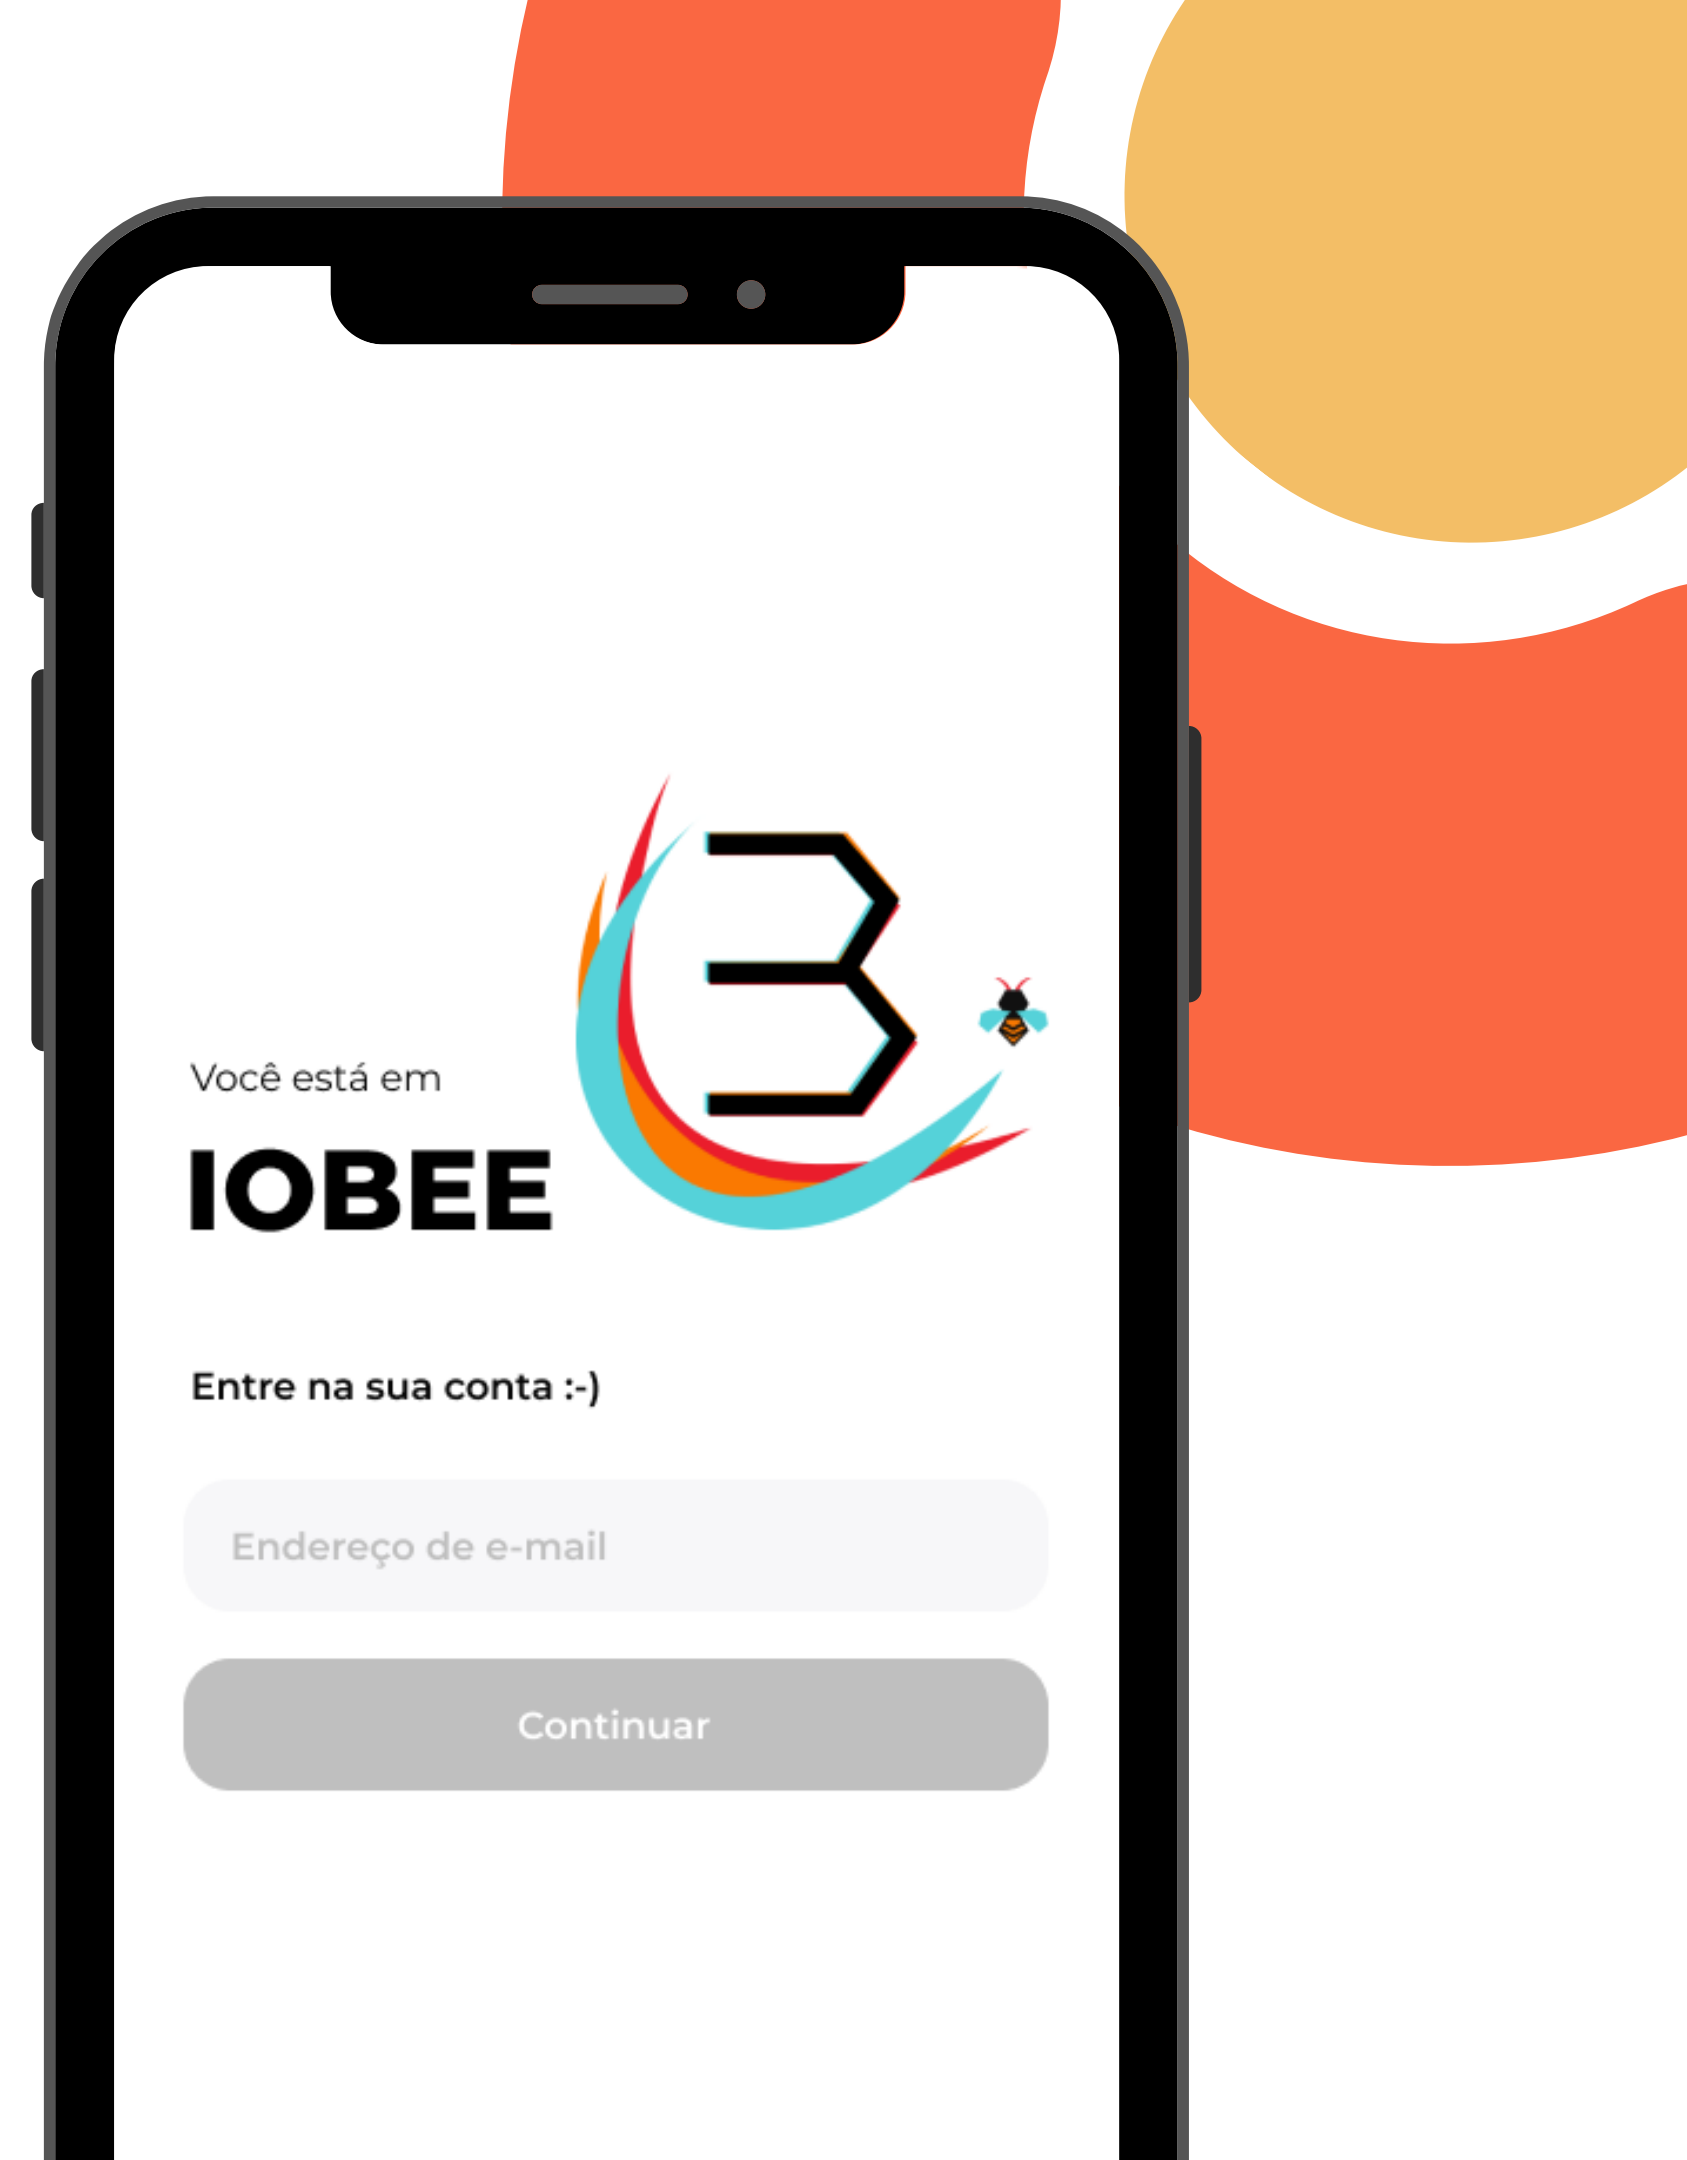 Você está em
IOBEE
Entre na sua conta :-)
Endereço de e-mail
Continuar